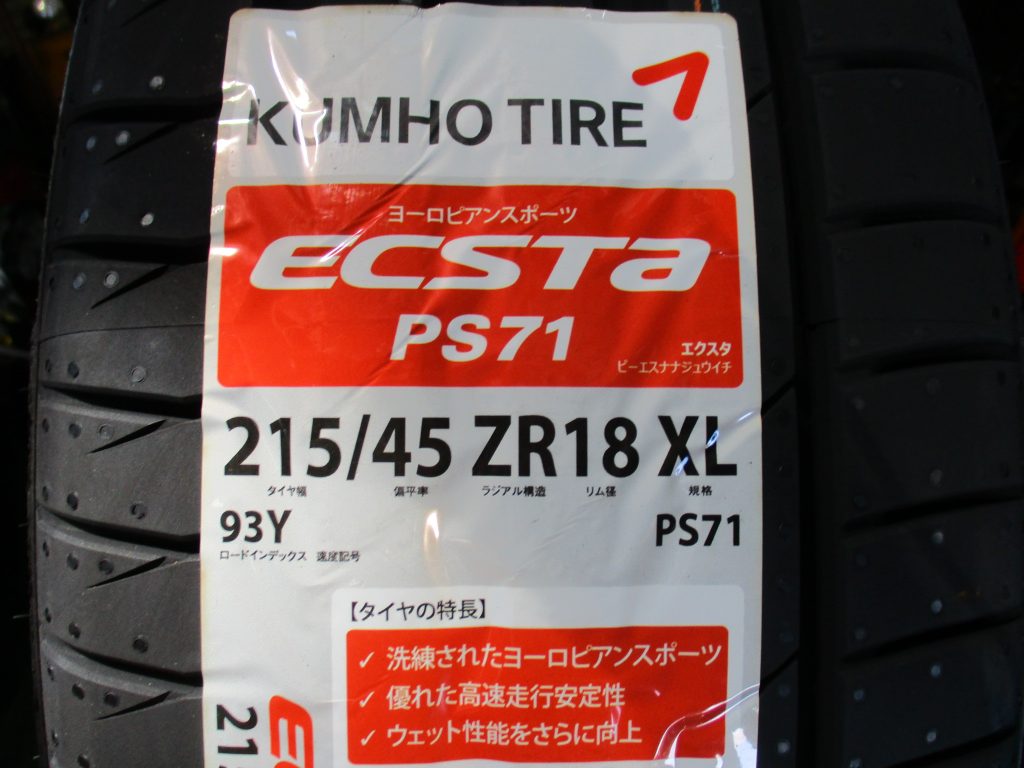 KUMHO TIRE
ヨーロピアンスポーツ
ECSTA
PS71
エクスタ
ピーエスナナジュウイチ
215/45 ZR18 XL
タイヤ幅 偏平率 ラジアル構造 リム径 規格
93Y PS71
ロードインデックス 速度記号
【タイヤの特長】
✓ 洗練されたヨーロピアンスポーツ
✓ 優れた高速走行安定性
✓ ウェット性能をさらに向上